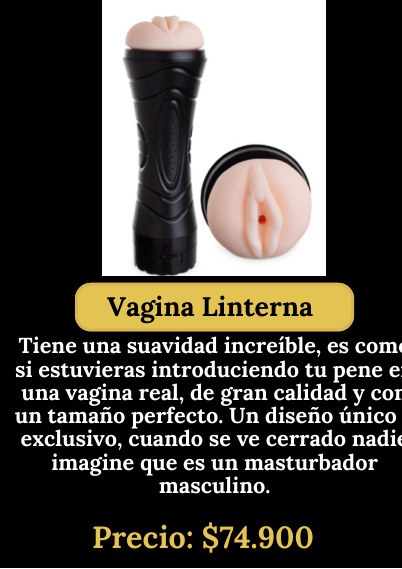 Vagina Linterna
Tiene una suavidad increíble, es com
si estuvieras introduciendo tu pene e
una vagina real, de gran calidad y con
un tamaño perfecto. Un diseño único
exclusivo, cuando se ve cerrado nadie
imagine que es un masturbador
masculino.
Precio: $74.900